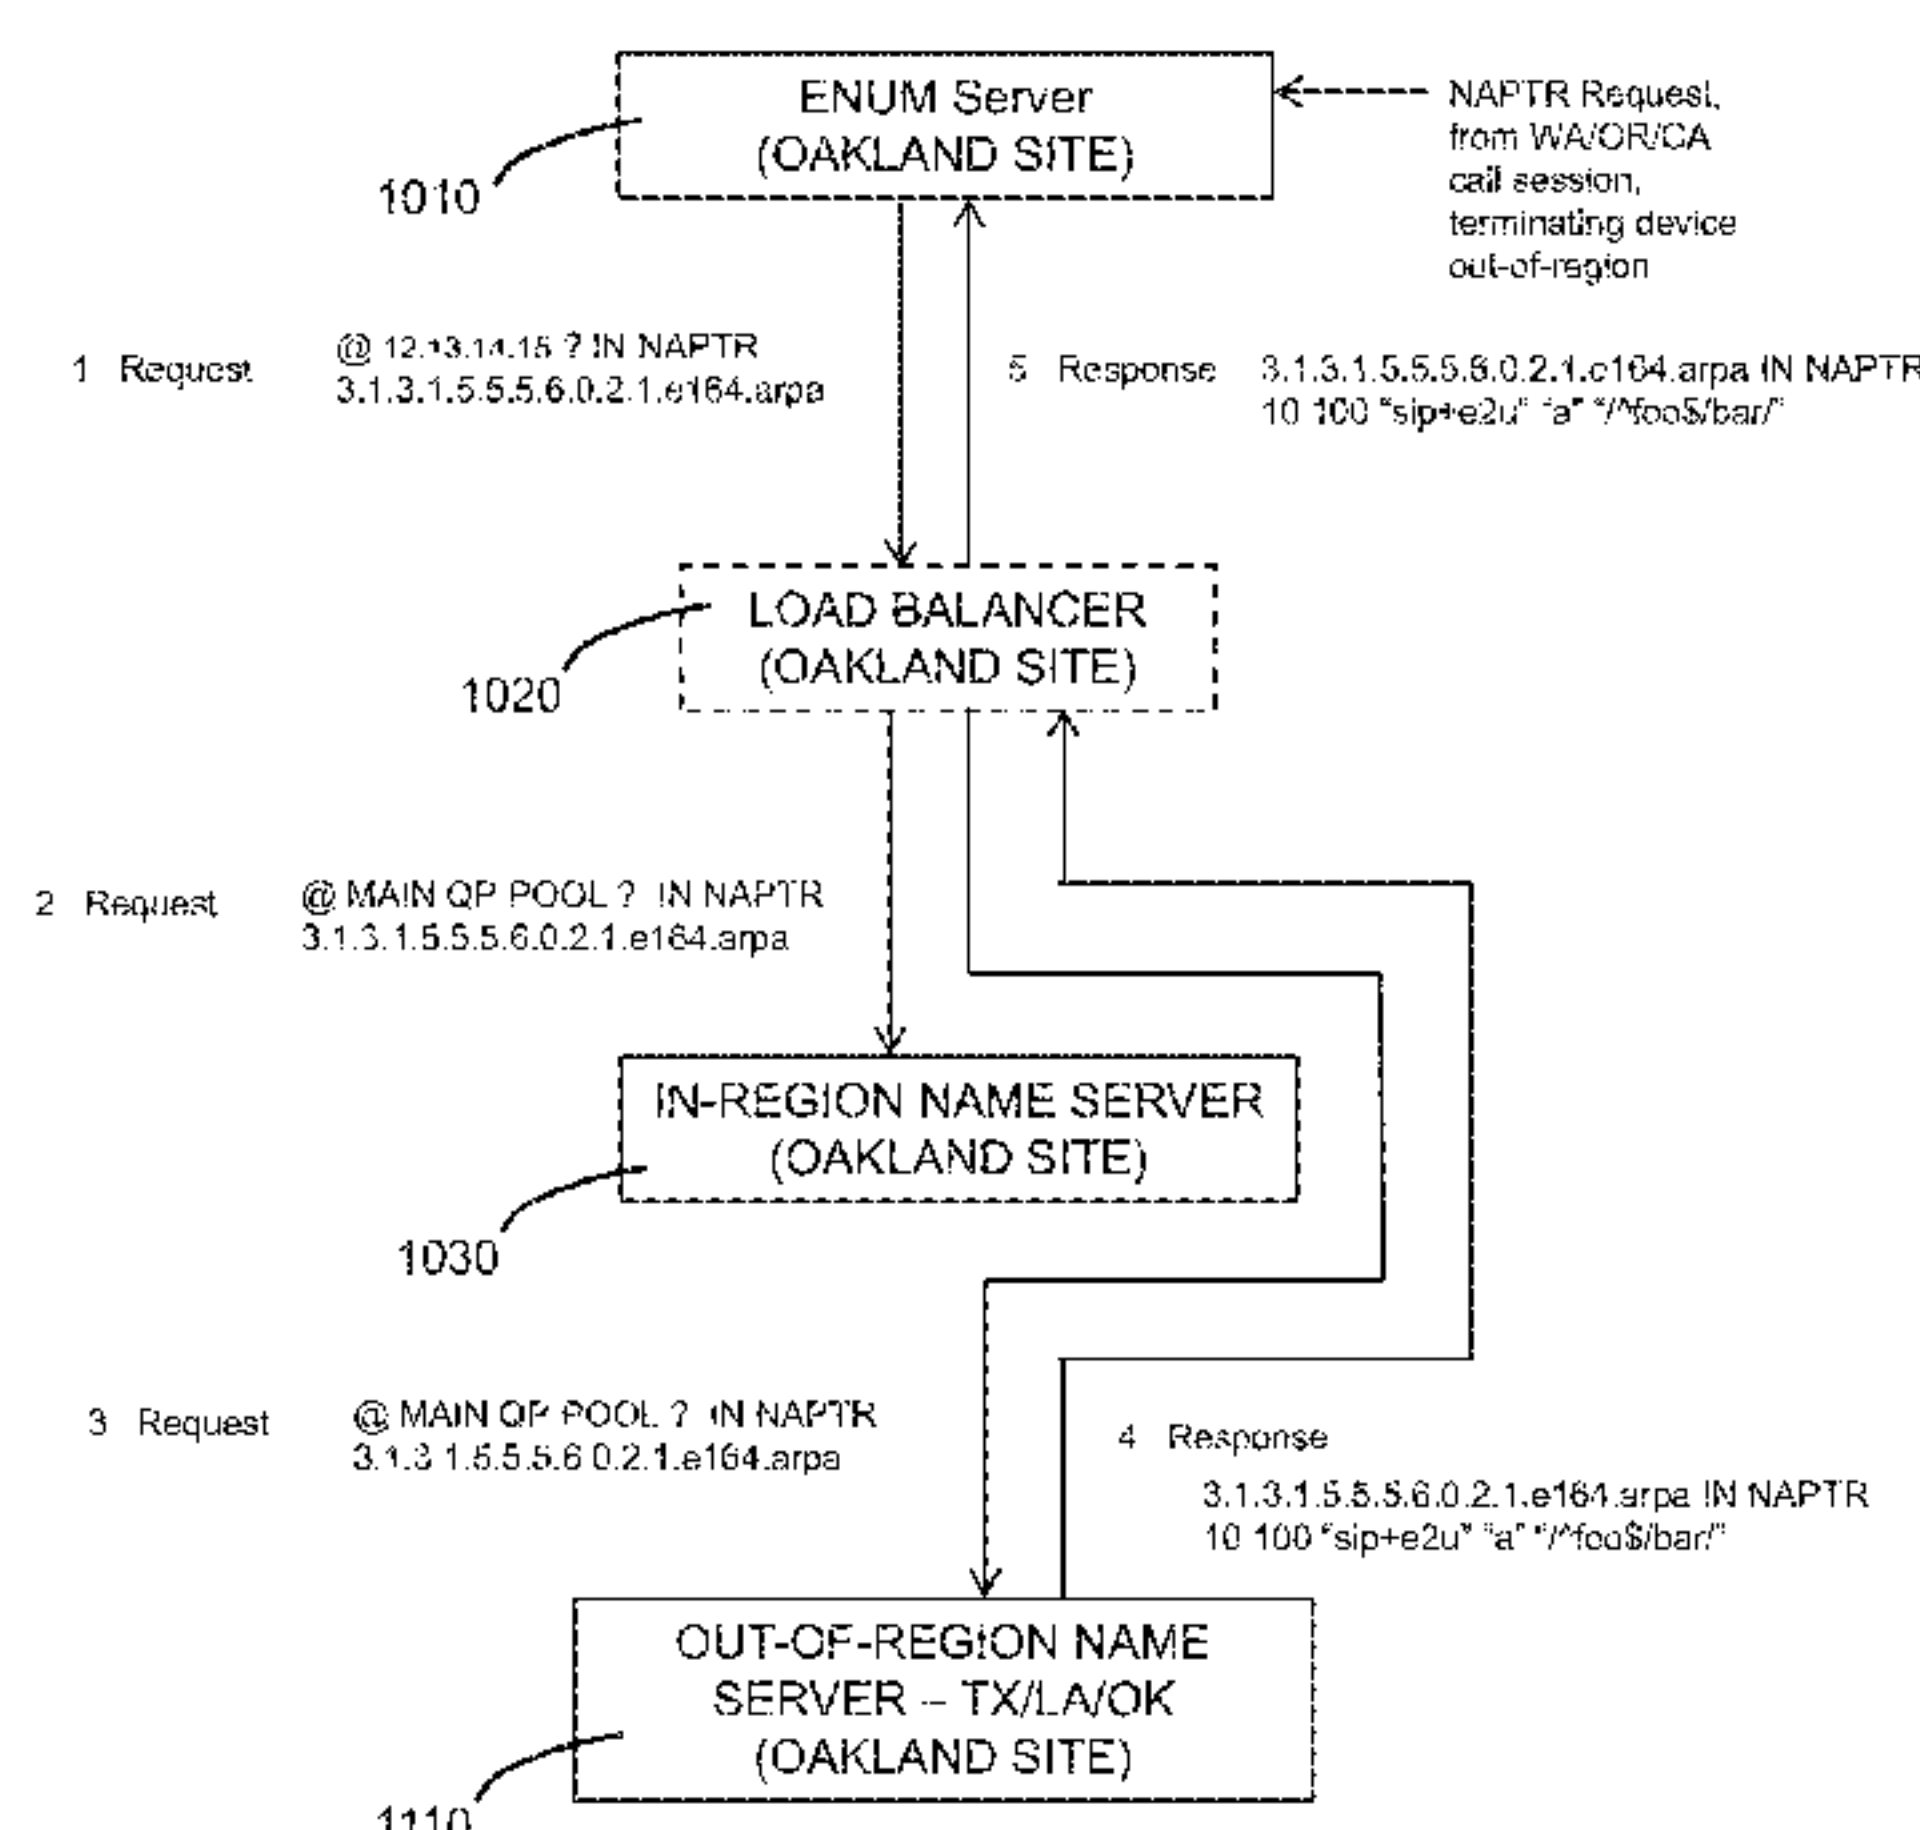 ENUM Server
(OAKLAND SITE)
NAPTR Request,
from WA/OR/CA
call session,
terminating device
out-of-region
1010
1 Request
@ 12.13.14.15 ? IN NAPTR
3.1.3.1.5.5.5.6.0.2.1.e164.arpa
5 Response
3.1.3.1.5.5.5.6.0.2.1.e164.arpa IN NAPTR
10 100 "sip+e2u" "a" "/^foo$/bar/"
LOAD BALANCER
(OAKLAND SITE)
1020
2 Request
@ MAIN QP POOL ? IN NAPTR
3.1.3.1.5.5.5.6.0.2.1.e164.arpa
IN-REGION NAME SERVER
(OAKLAND SITE)
1030
3 Request
@ MAIN QP POOL ? IN NAPTR
3.1.3.1.5.5.5.6.0.2.1.e164.arpa
4 Response
3.1.3.1.5.5.5.6.0.2.1.e164.arpa IN NAPTR
10 100 "sip+e2u" "a" "/^foo$/bar/"
OUT-OF-REGION NAME
SERVER – TX/LA/OK
(OAKLAND SITE)
1110